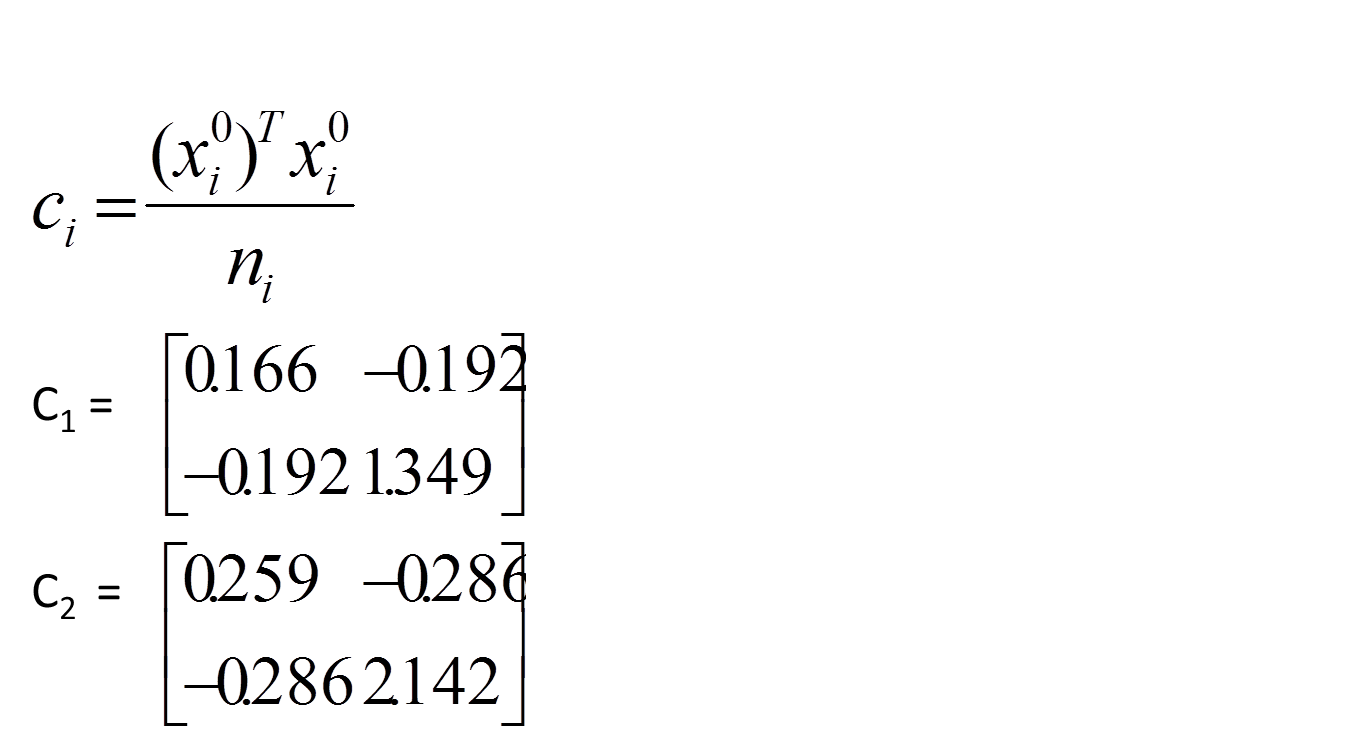 c_i = (x_i^0)^T x_i^0 / n_i
C₁ = [0.166 −0.192
−0.192 1.349]
C₂ = [0.259 −0.286
−0.286 2.142]